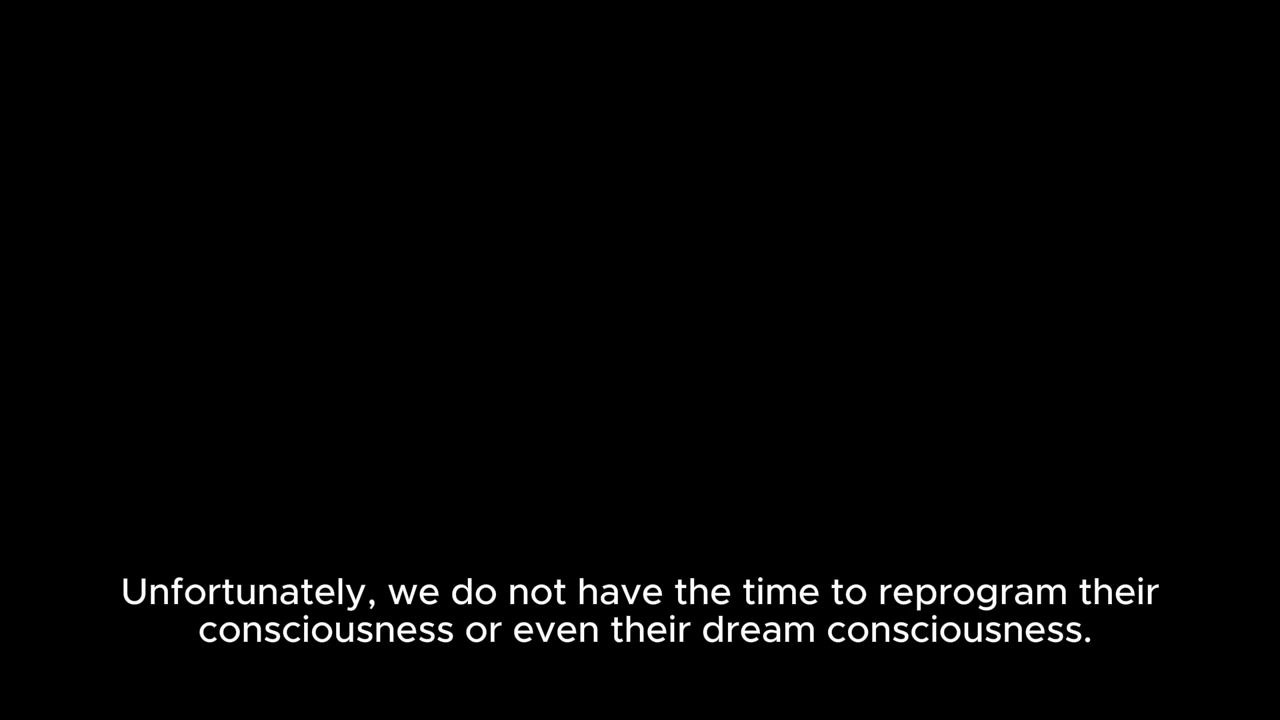 Unfortunately, we do not have the time to reprogram their
consciousness or even their dream consciousness.